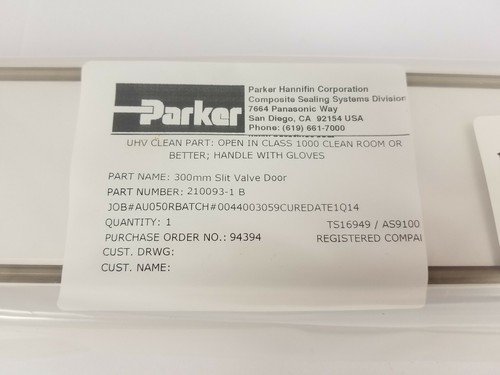 Parker
Parker Hannifin Corporation
Composite Sealing Systems Division
7664 Panasonic Way
San Diego, CA 92154 USA
Phone: (619) 661-7000
UHV CLEAN PART: OPEN IN CLASS 1000 CLEAN ROOM OR
BETTER; HANDLE WITH GLOVES
PART NAME: 300mm Slit Valve Door
PART NUMBER: 210093-1 B
JOB#AU050RBATCH#0044003059CUREDATE1Q14
QUANTITY: 1
TS16949 / AS9100
PURCHASE ORDER NO.: 94394
REGISTERED COMPAI
CUST. DRWG:
CUST. NAME: